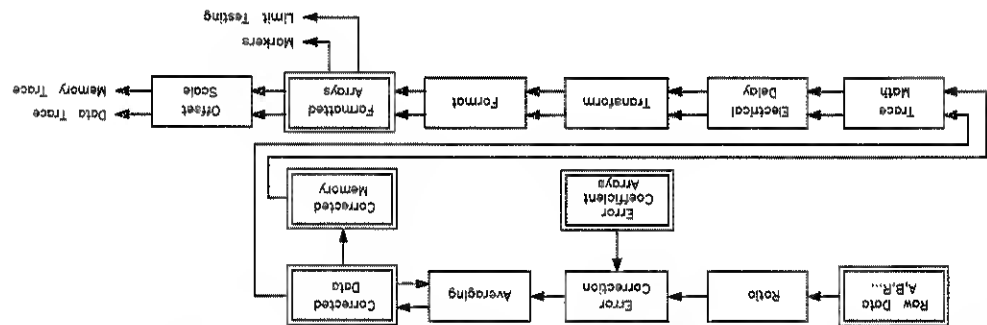 Raw Data
A,B,R...
Ratio
Error
Correction
Averaging
Corrected
Data
Error
Coefficient
Arrays
Corrected
Memory
Trace
Math
Electrical
Delay
Transform
Format
Formatted
Arrays
Offset
Scale
Data Trace
Memory Trace
Markers
Limit Testing